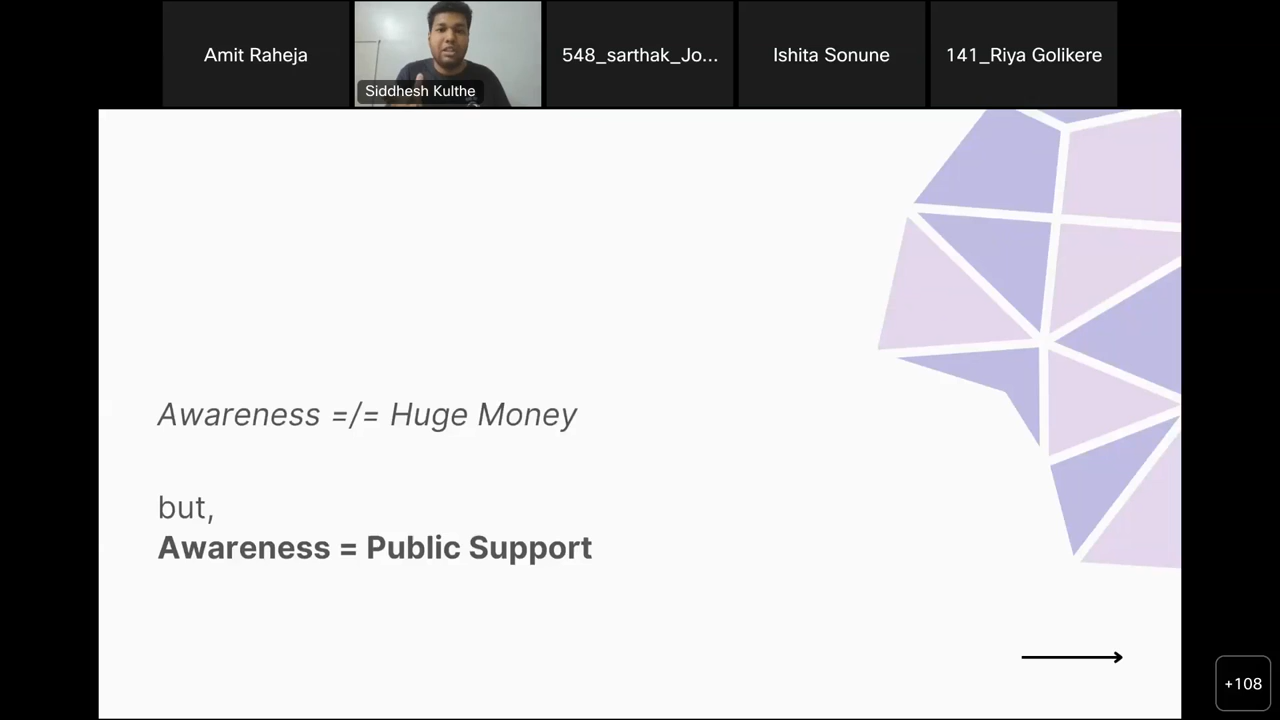 Amit Raheja
Siddhesh Kulthe
548_sarthak_Jo...
Ishita Sonune
141_Riya Golikere
Awareness =/= Huge Money
but,
Awareness = Public Support
+108